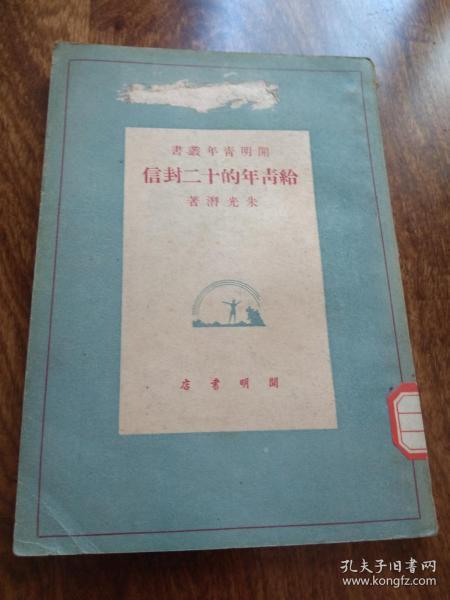 開明青年叢書
給青年的十二封信
朱光潛著
開明書店
孔夫子旧书网
www.kongfz.com